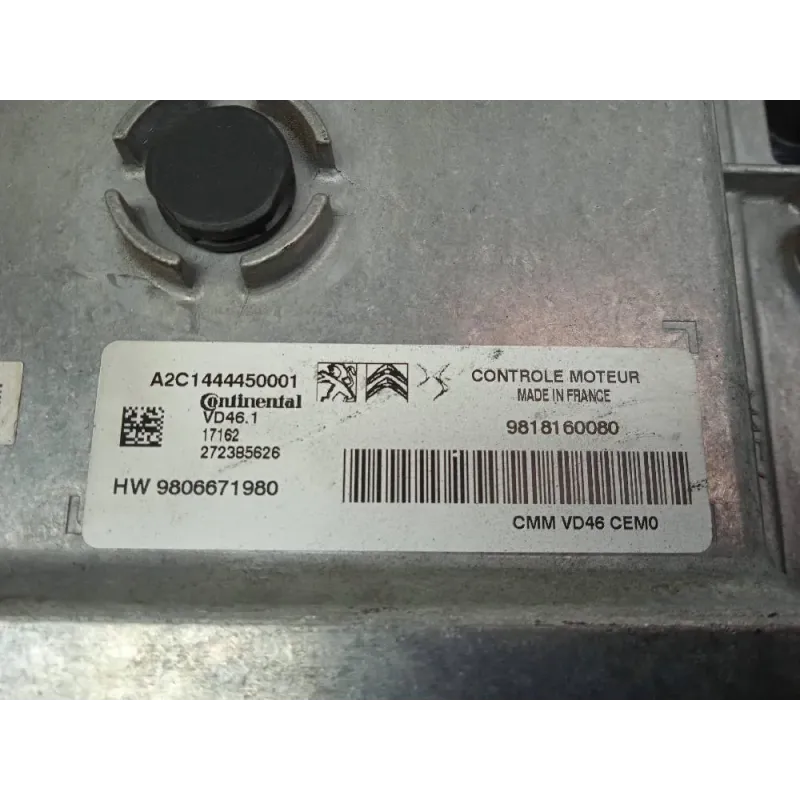 A2C1444450001
Continental
VD46.1
17162
272385626
HW 9806671980
CONTROLE MOTEUR
MADE IN FRANCE
9818160080
CMM VD46 CEM0